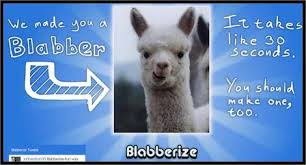 We made you a
Blabber
It takes
like 30
seconds.
You should
make one,
too.
Blabberize